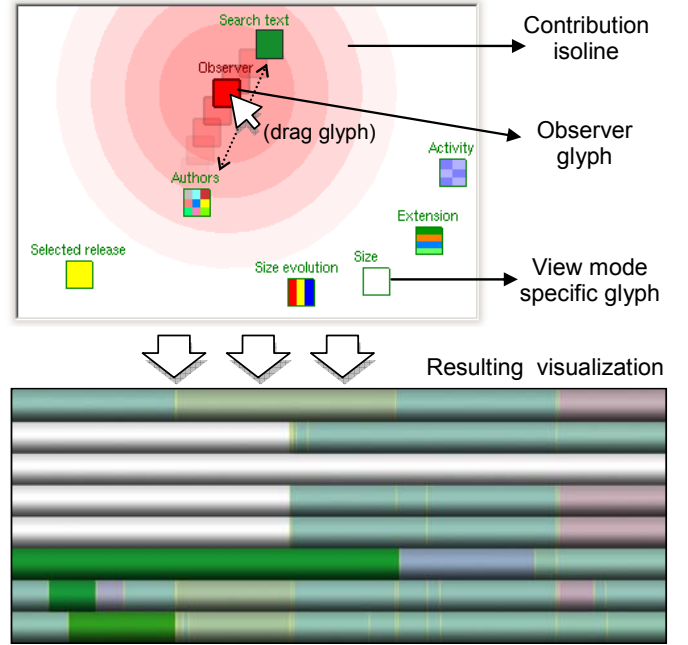 Search text
Contribution
isoline
Observer
(drag glyph)
Observer
glyph
Activity
Authors
Extension
Selected release
Size evolution
Size
View mode
specific glyph
Resulting visualization